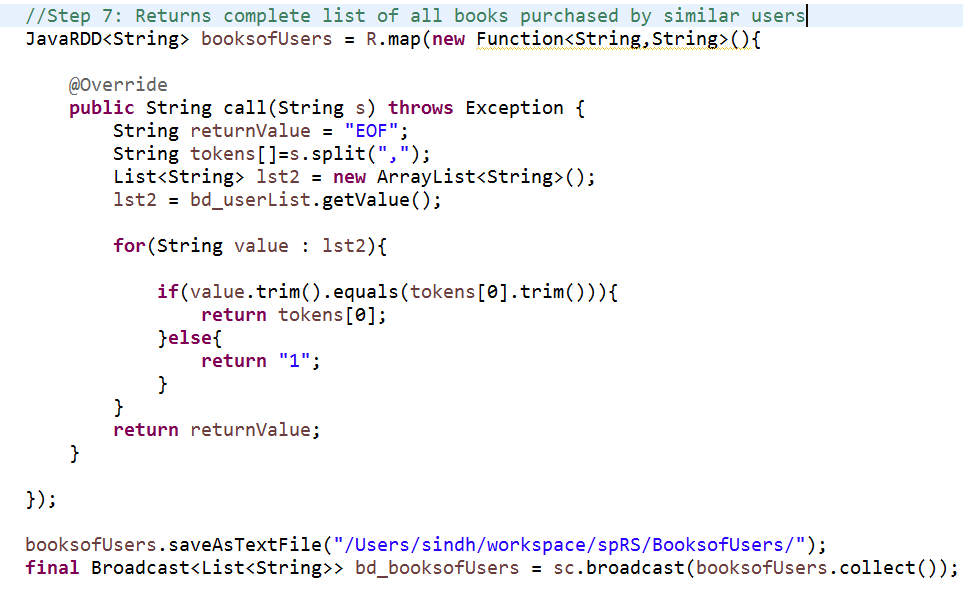 //Step 7: Returns complete list of all books purchased by similar users
JavaRDD<String> booksofUsers = R.map(new Function<String,String>(){
@Override
public String call(String s) throws Exception {
String returnValue = "EOF";
String tokens[]=s.split(",");
List<String> lst2 = new ArrayList<String>();
lst2 = bd_userList.getValue();
for(String value : lst2){
if(value.trim().equals(tokens[0].trim())){
return tokens[0];
}else{
return "1";
}
}
return returnValue;
}
});
booksofUsers.saveAsTextFile("/Users/sindh/workspace/spRS/BooksofUsers/");
final Broadcast<List<String>> bd_booksofUsers = sc.broadcast(booksofUsers.collect());